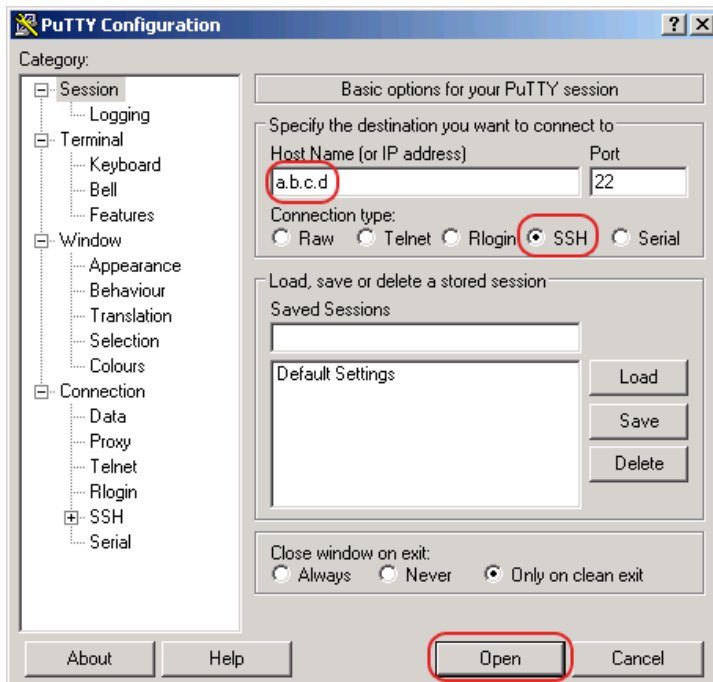 PuTTY Configuration
Category:
Session
Logging
Terminal
Keyboard
Bell
Features
Window
Appearance
Behaviour
Translation
Selection
Colours
Connection
Data
Proxy
Telnet
Rlogin
SSH
Serial
Basic options for your PuTTY session
Specify the destination you want to connect to
Host Name (or IP address) Port
a.b.c.d 22
Connection type:
Raw Telnet Rlogin SSH Serial
Load, save or delete a stored session
Saved Sessions
Default Settings
Load
Save
Delete
Close window on exit:
Always Never Only on clean exit
About Help Open Cancel